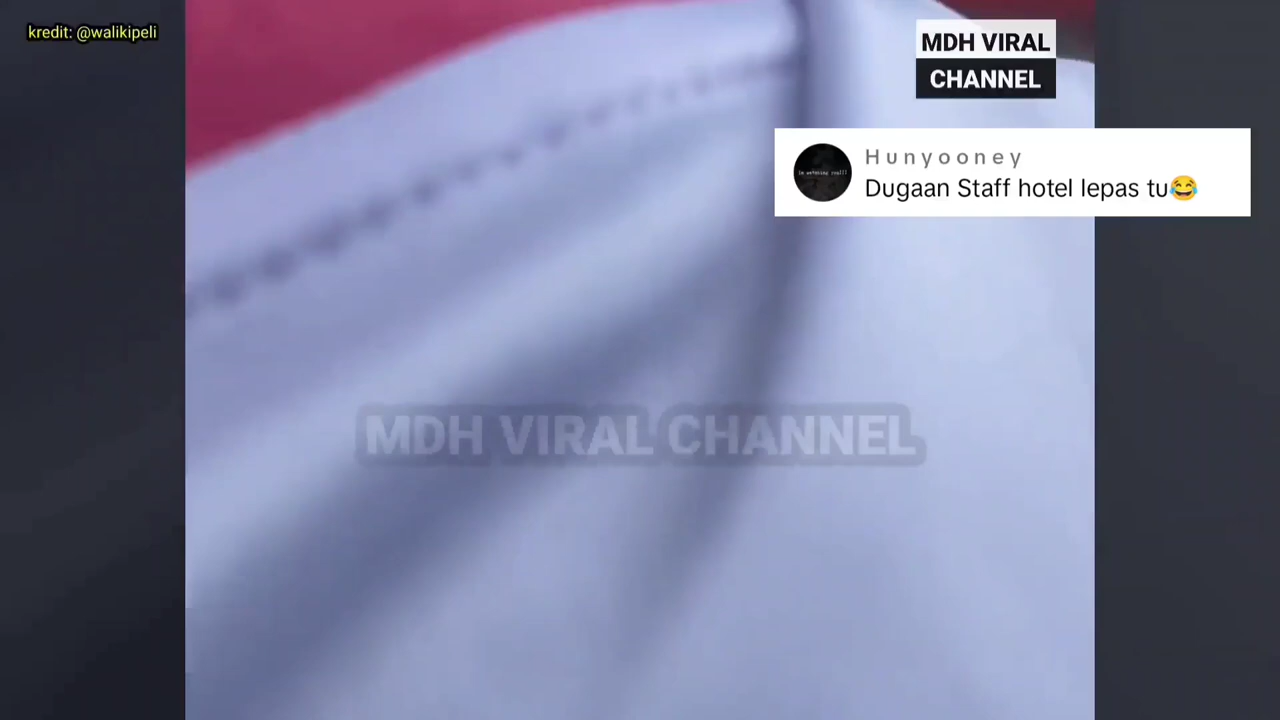 kredit: @walikipeli
MDH VIRAL
CHANNEL
Hunyooney
Dugaan Staff hotel lepas tu😂
MDH VIRAL CHANNEL